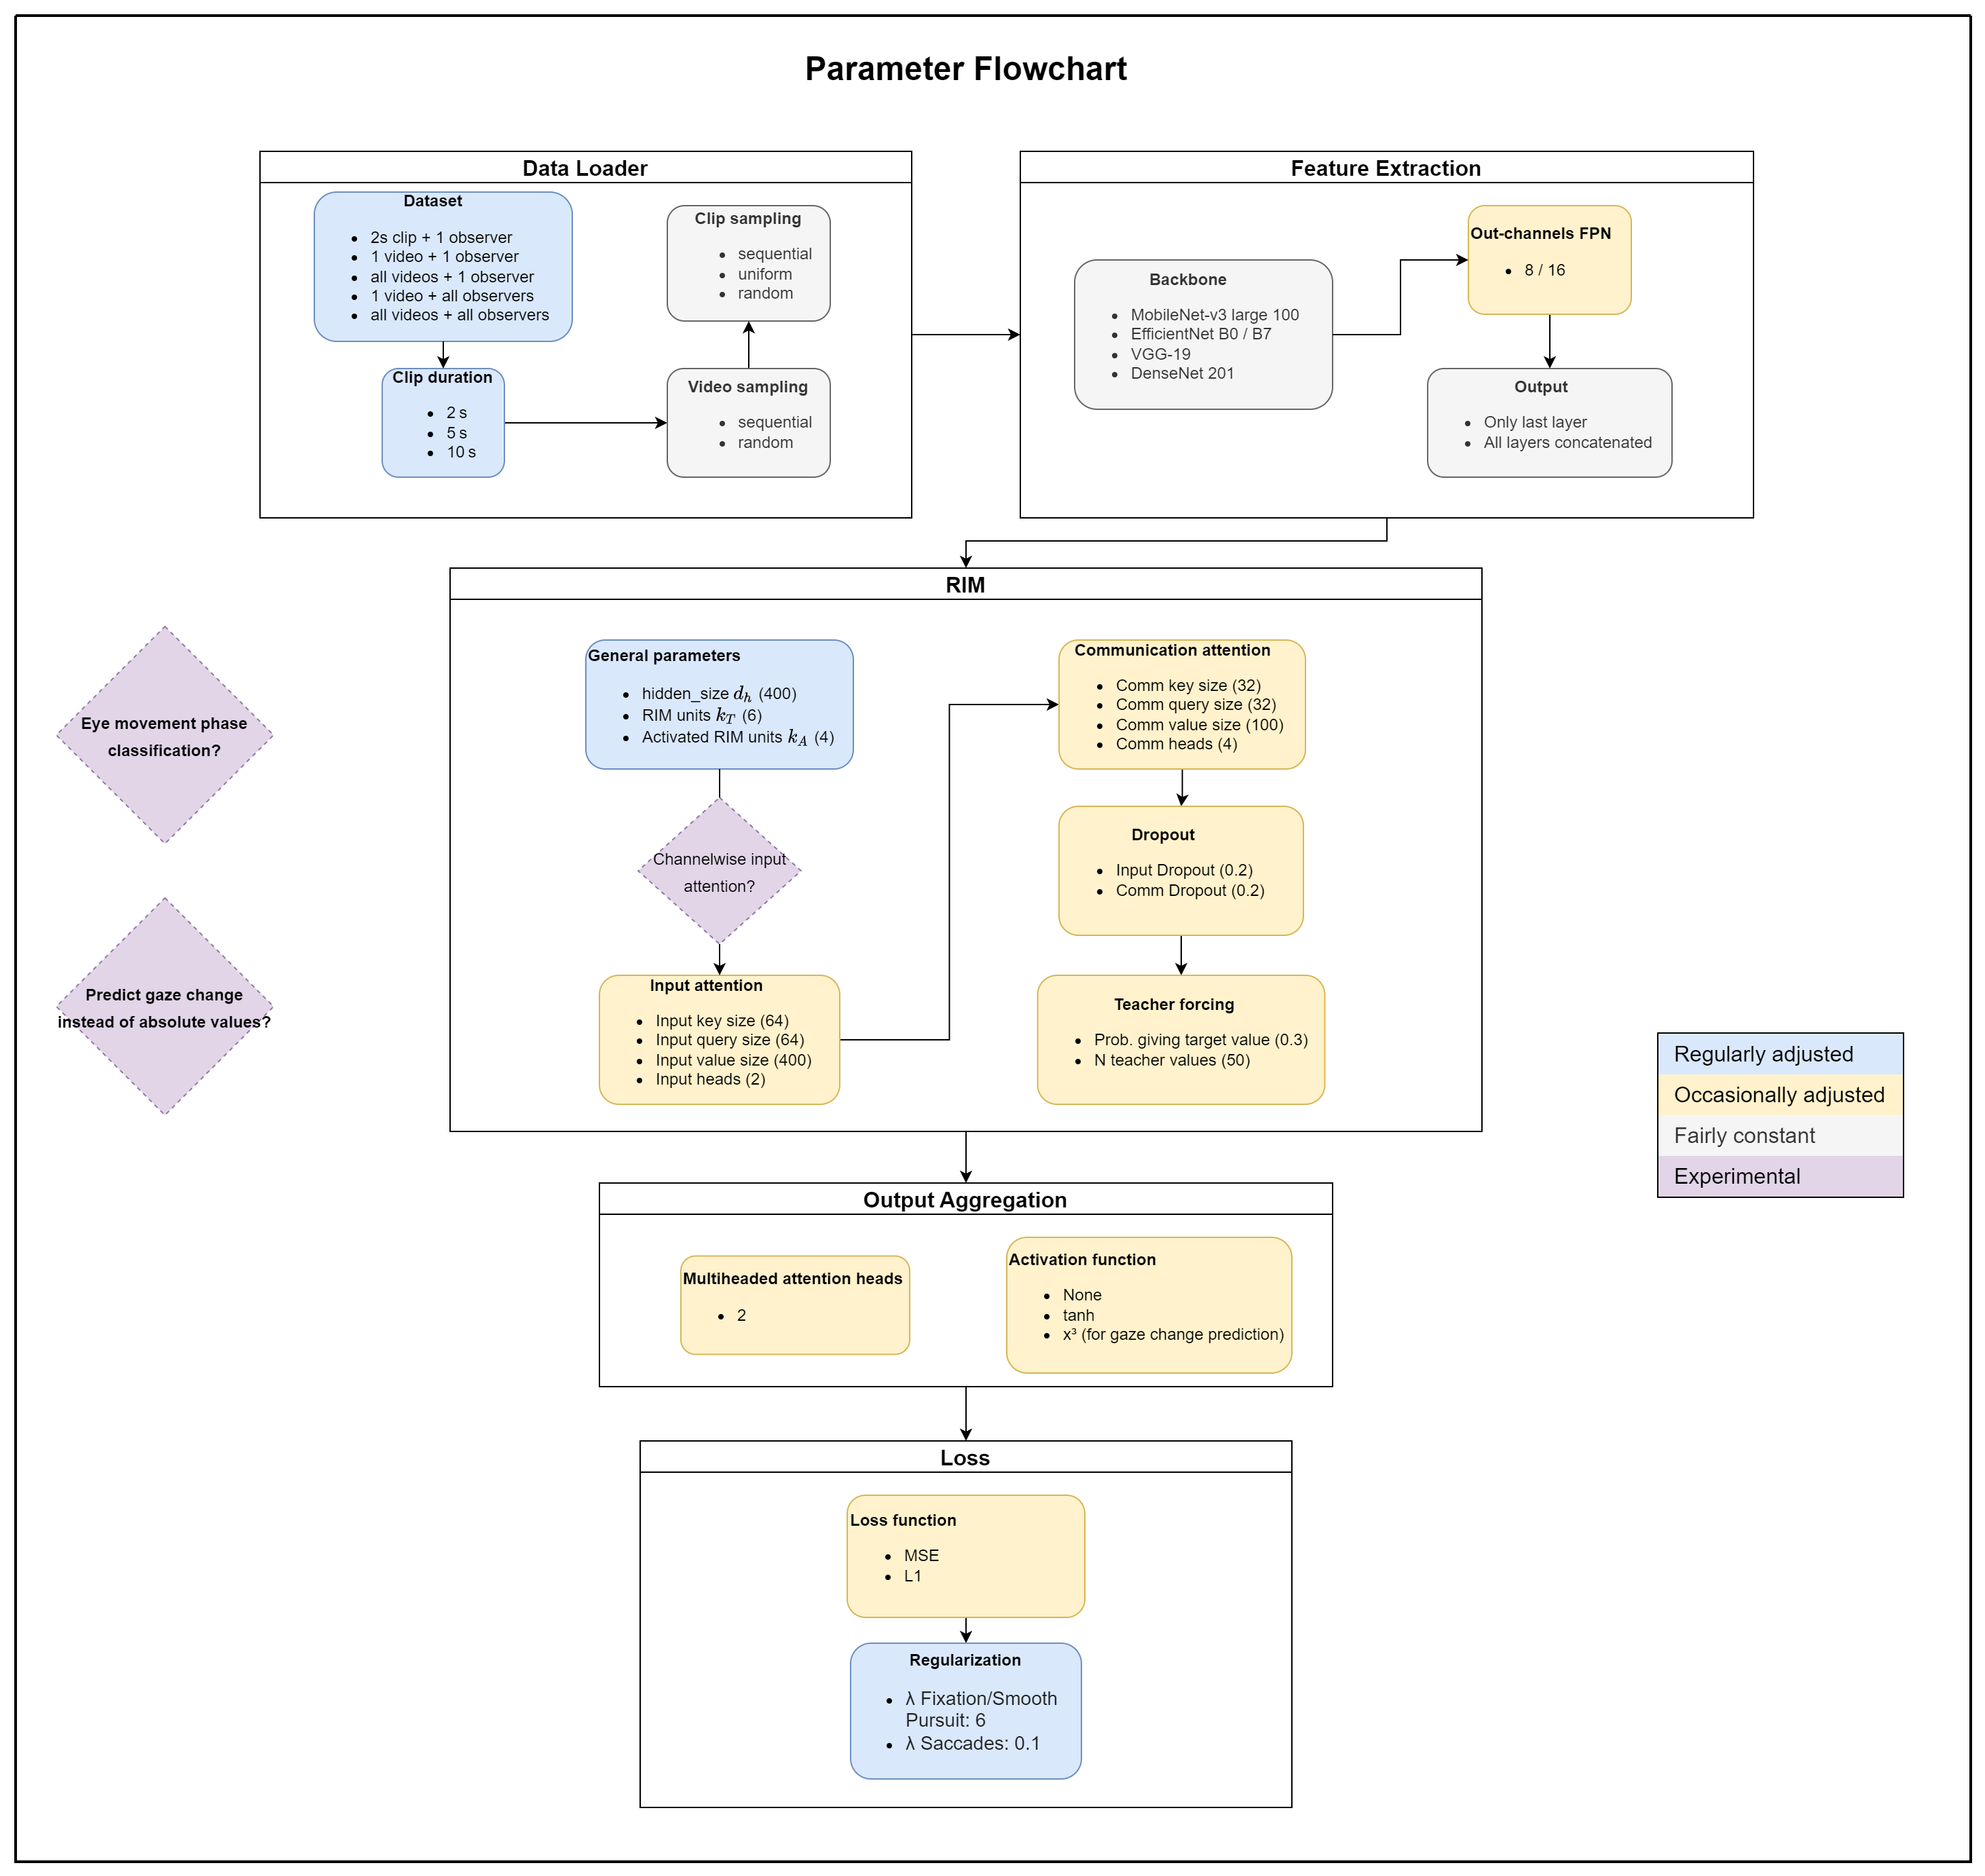 Parameter Flowchart
Data Loader
Dataset
2s clip + 1 observer
1 video + 1 observer
all videos + 1 observer
1 video + all observers
all videos + all observers
Clip duration
2 s
5 s
10 s
Clip sampling
sequential
uniform
random
Video sampling
sequential
random
Feature Extraction
Backbone
MobileNet-v3 large 100
EfficientNet B0 / B7
VGG-19
DenseNet 201
Out-channels FPN
8 / 16
Output
Only last layer
All layers concatenated
RIM
General parameters
hidden_size d_h (400)
RIM units k_T (6)
Activated RIM units k_A (4)
Channelwise input
attention?
Input attention
Input key size (64)
Input query size (64)
Input value size (400)
Input heads (2)
Communication attention
Comm key size (32)
Comm query size (32)
Comm value size (100)
Comm heads (4)
Dropout
Input Dropout (0.2)
Comm Dropout (0.2)
Teacher forcing
Prob. giving target value (0.3)
N teacher values (50)
Eye movement phase
classification?
Predict gaze change
instead of absolute values?
Regularly adjusted
Occasionally adjusted
Fairly constant
Experimental
Output Aggregation
Multiheaded attention heads
2
Activation function
None
tanh
x³ (for gaze change prediction)
Loss
Loss function
MSE
L1
Regularization
λ Fixation/Smooth
Pursuit: 6
λ Saccades: 0.1